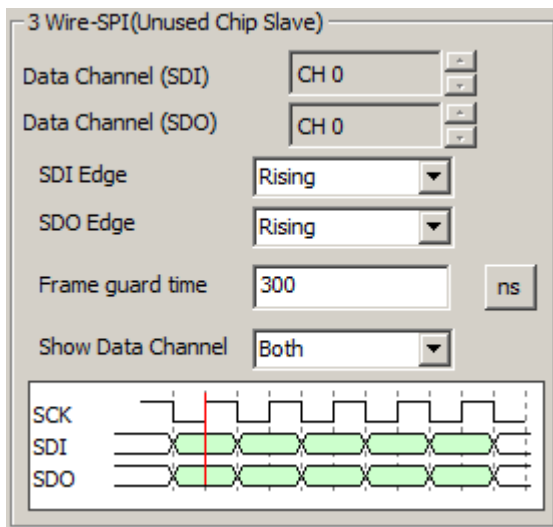 3 Wire-SPI(Unused Chip Slave)
Data Channel (SDI) CH 0
Data Channel (SDO) CH 0
SDI Edge Rising
SDO Edge Rising
Frame guard time 300 ns
Show Data Channel Both
SCK
SDI
SDO